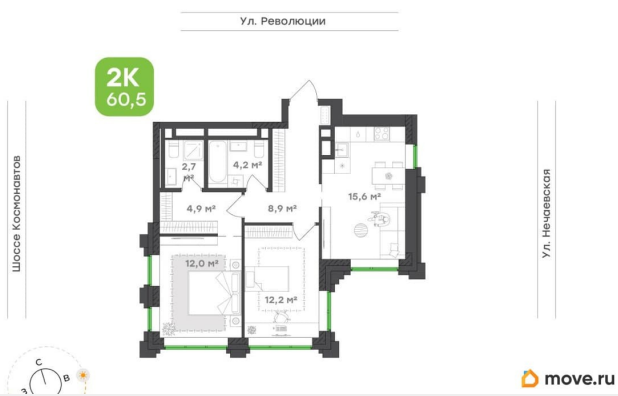 Ул. Революции
2К
60,5
Шоссе Космонавтов
2,7
м²
4,2 м²
4,9 м²
8,9 м²
15,6 м²
12,0 м²
12,2 м²
Ул. Нечаевская
С
В
З
move.ru